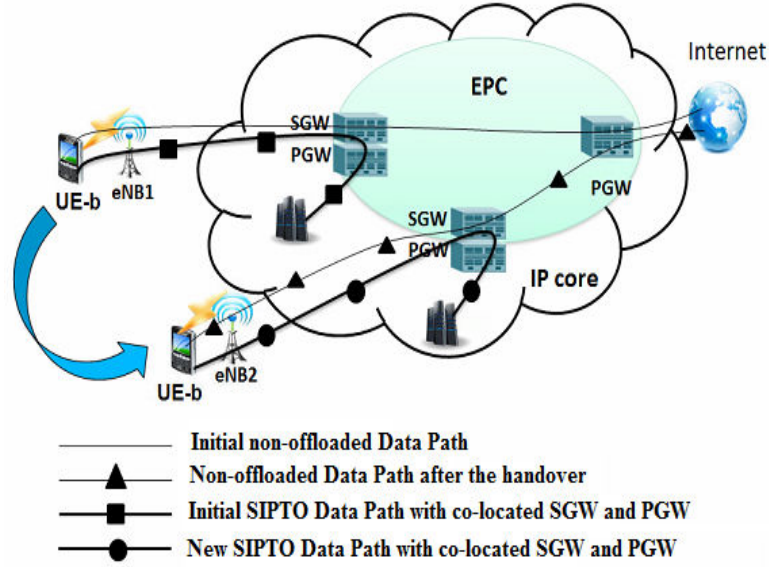 Internet
EPC
SGW
PGW
eNB1
UE-b
PGW
SGW
PGW
IP core
eNB2
UE-b
Initial non-offloaded Data Path
Non-offloaded Data Path after the handover
Initial SIPTO Data Path with co-located SGW and PGW
New SIPTO Data Path with co-located SGW and PGW